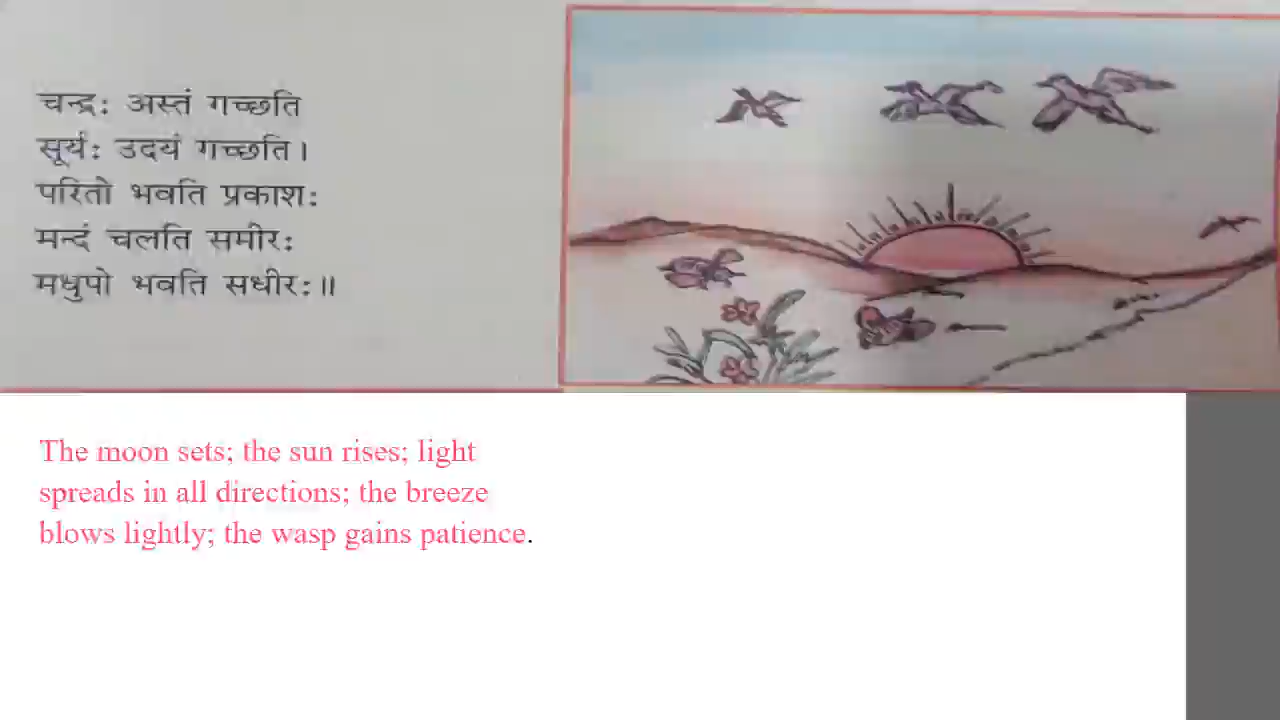 चन्द्रः अस्तं गच्छति
सूर्यः उदयं गच्छति।
परितो भवति प्रकाशः
मन्दं चलति समीरः
मधुपो भवति सधीरः॥
The moon sets; the sun rises; light
spreads in all directions; the breeze
blows lightly; the wasp gains patience.